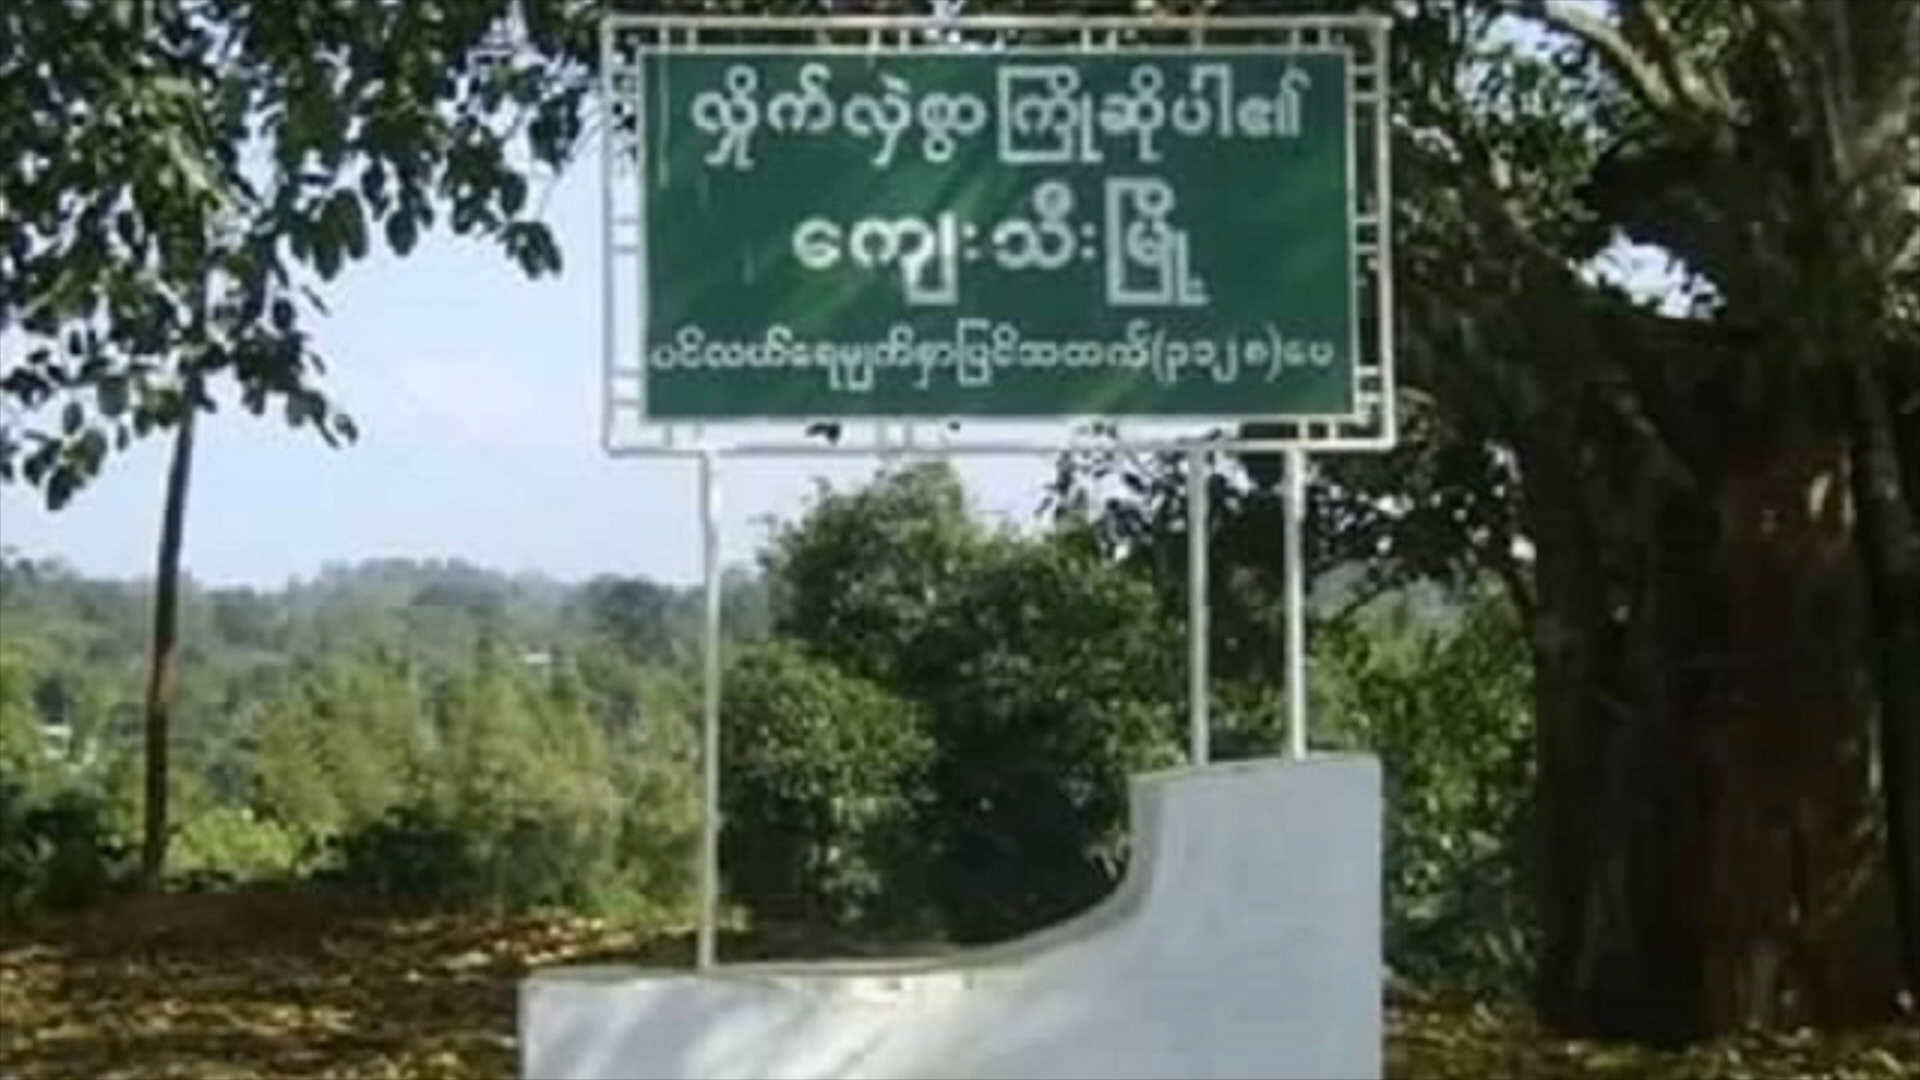 လှိုက်လှဲစွာကြိုဆိုပါ၏
ကျေးသီးမြို့
ပင်လယ်ရေမျက်နှာပြင်အထက်(၃၁၂၈)ပေ